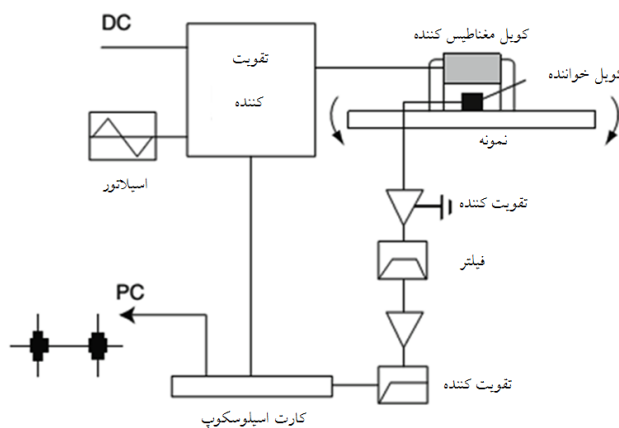 DC
کویل مغناطیس کننده
تقویت
کننده
کویل خواننده
نمونه
اسیلاتور
تقویت کننده
فیلتر
PC
تقویت کننده
کارت اسیلوسکوپ